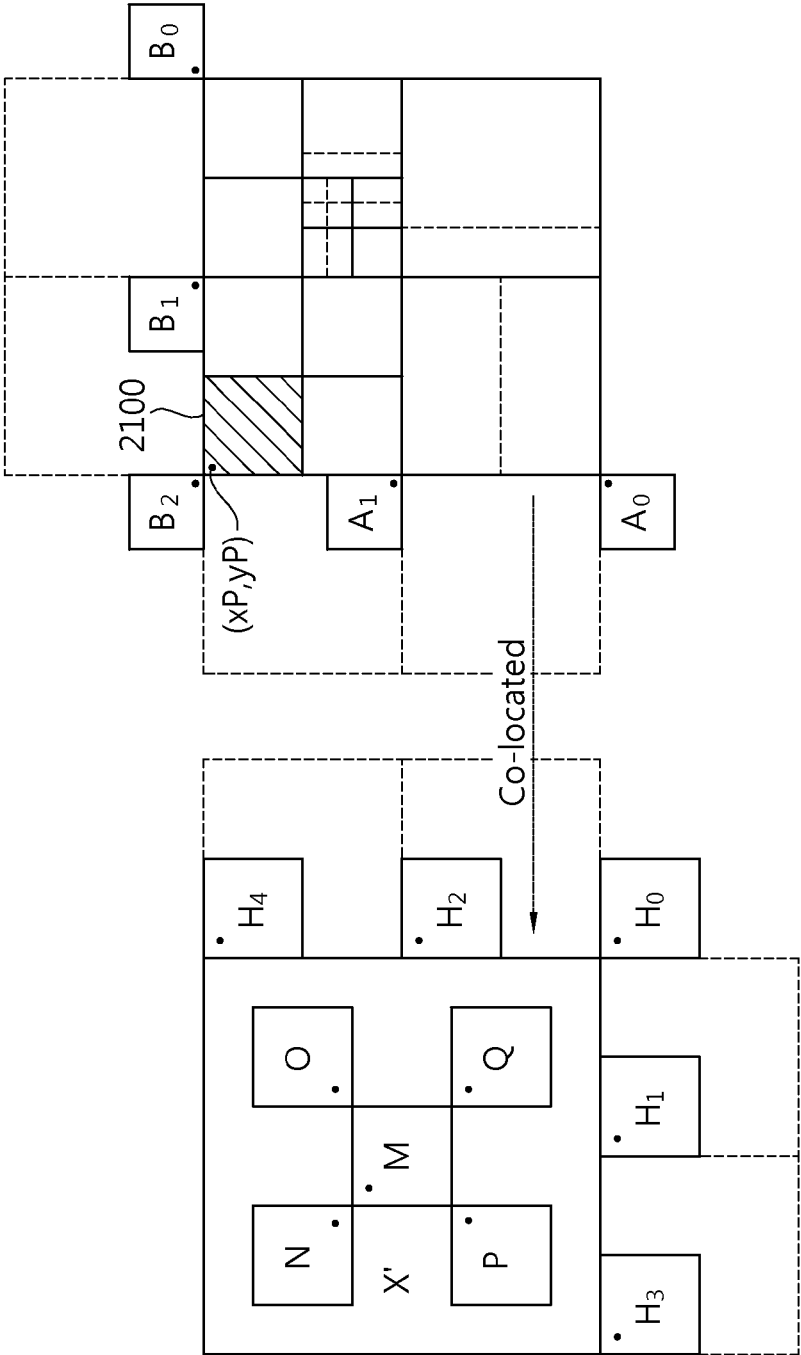 2100
B2
B1
B0
(xP,yP)
H4
N
O
A1
X'
M
H2
P
Q
Co-located
A0
H3
H1
H0